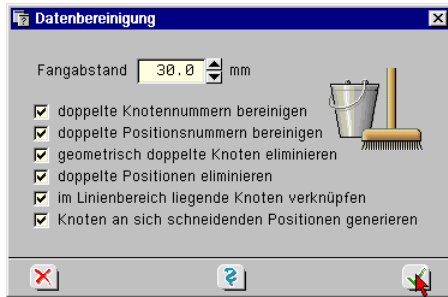 Datenbereinigung
Fangabstand 30.0 mm
doppelte Knotennummern bereinigen
doppelte Positionsnummern bereinigen
geometrisch doppelte Knoten eliminieren
doppelte Positionen eliminieren
im Linienbereich liegende Knoten verknüpfen
Knoten an sich schneidenden Positionen generieren